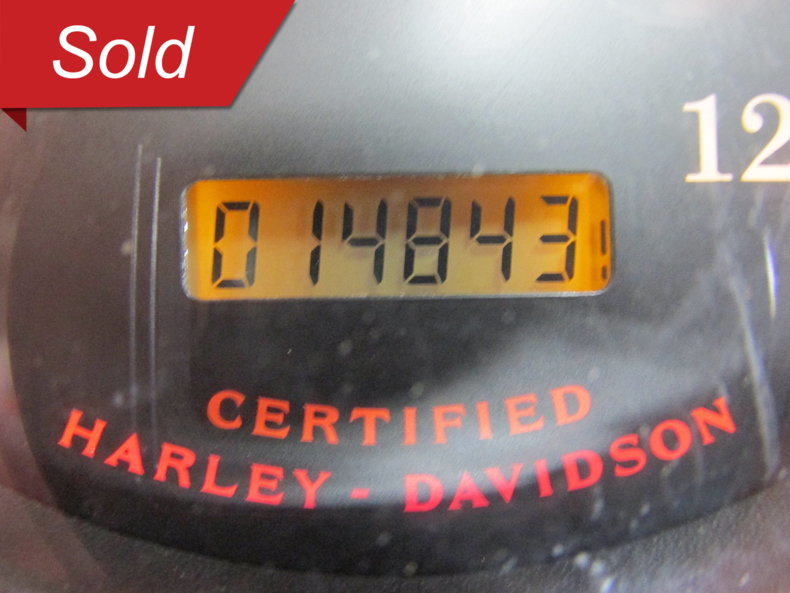 Sold
12
014843
CERTIFIED
HARLEY-DAVIDSON